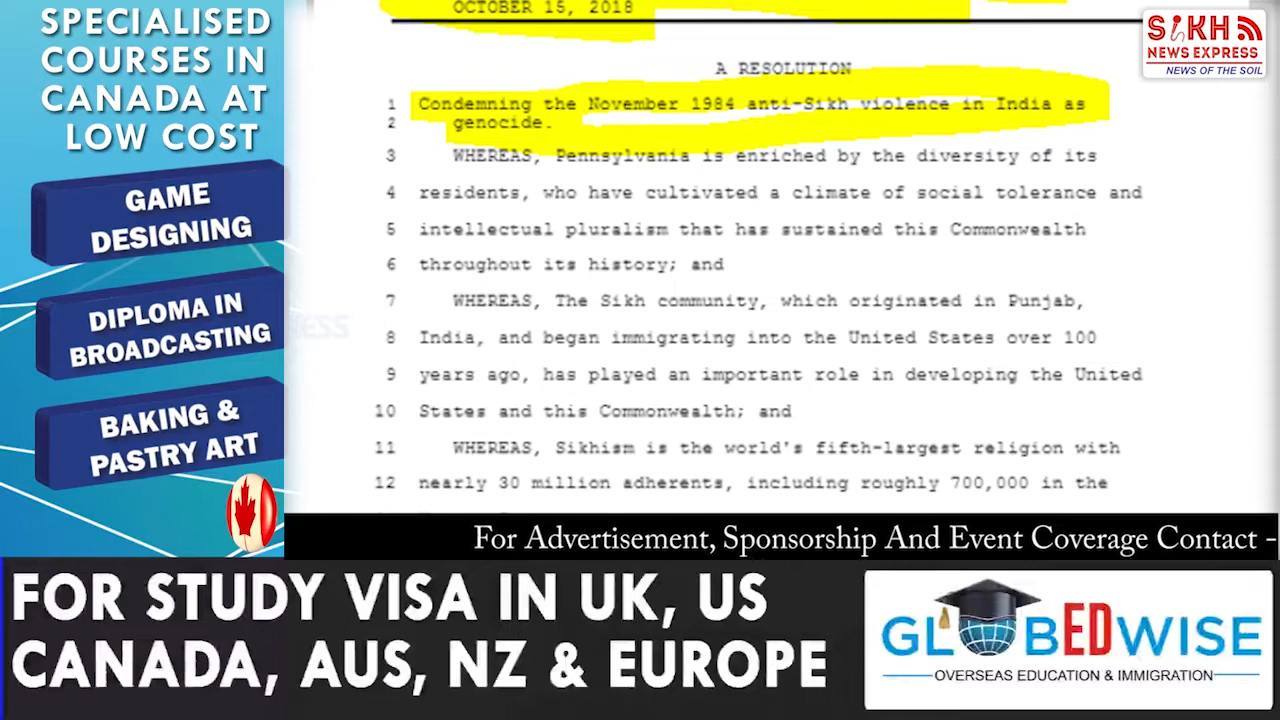 SPECIALISED
COURSES IN
CANADA AT
LOW COST
GAME
DESIGNING
DIPLOMA IN
BROADCASTING
BAKING &
PASTRY ART
OCTOBER 15, 2018
A RESOLUTION
1 Condemning the November 1984 anti-Sikh violence in India as
2 genocide.
3 WHEREAS, Pennsylvania is enriched by the diversity of its
4 residents, who have cultivated a climate of social tolerance and
5 intellectual pluralism that has sustained this Commonwealth
6 throughout its history; and
7 WHEREAS, The Sikh community, which originated in Punjab,
8 India, and began immigrating into the United States over 100
9 years ago, has played an important role in developing the United
10 States and this Commonwealth; and
11 WHEREAS, Sikhism is the world's fifth-largest religion with
12 nearly 30 million adherents, including roughly 700,000 in the
SiKH
NEWS EXPRESS
NEWS OF THE SOIL
For Advertisement, Sponsorship And Event Coverage Contact -
FOR STUDY VISA IN UK, US
CANADA, AUS, NZ & EUROPE
GLOBEDWISE
OVERSEAS EDUCATION & IMMIGRATION